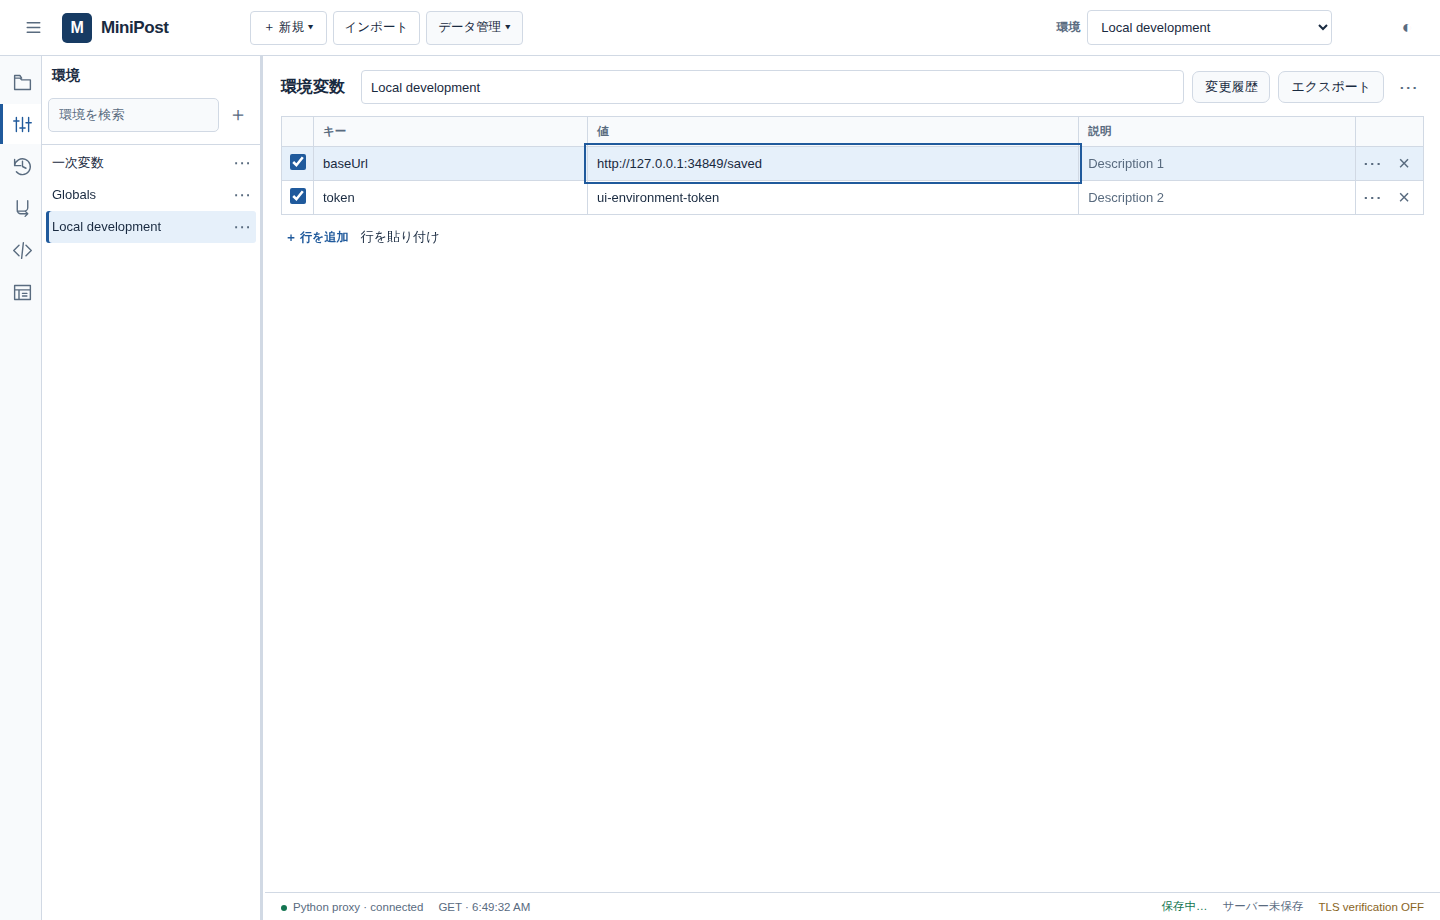 M MiniPost ＋ 新規 ▾ インポート データ管理 ▾ 環境 Local development
環境
環境を検索 ＋
一次変数 ···
Globals ···
Local development ···
環境変数 Local development 変更履歴 エクスポート ···
キー 値 説明
baseUrl http://127.0.0.1:34849/saved Description 1 ··· ×
token ui-environment-token Description 2 ··· ×
＋ 行を追加 行を貼り付け
Python proxy · connected GET · 6:49:32 AM 保存中… サーバー未保存 TLS verification OFF